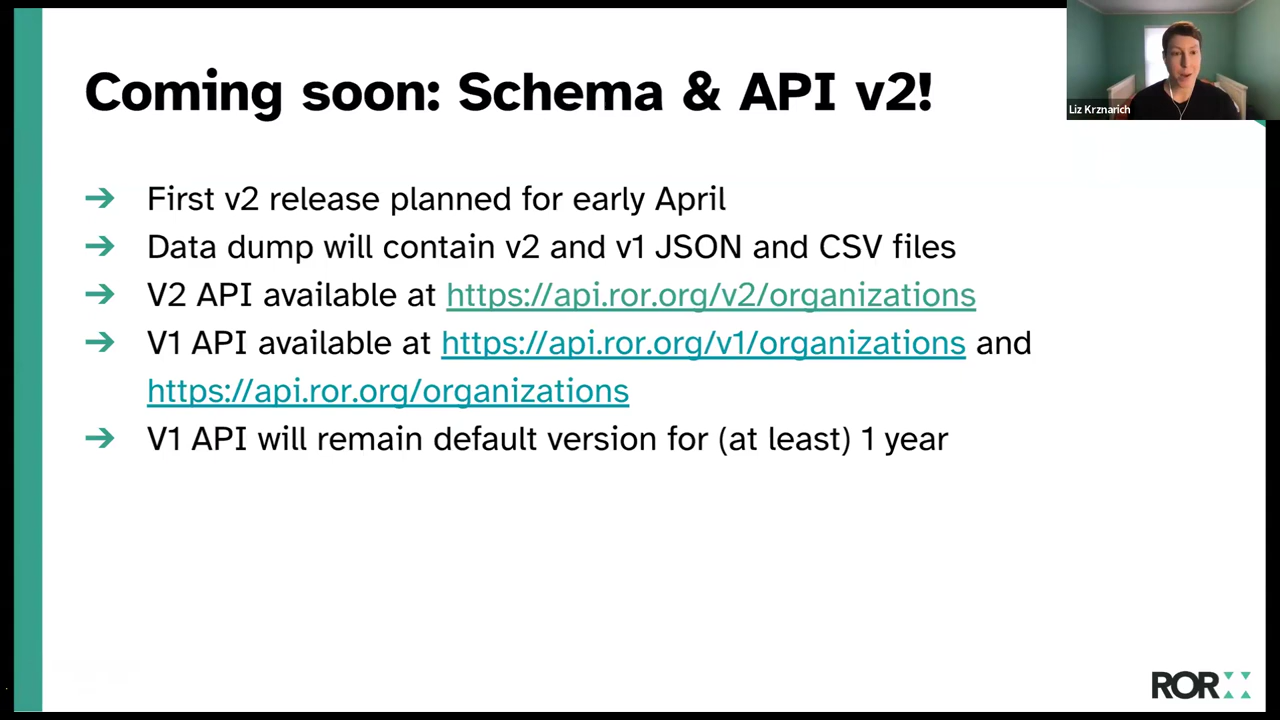 Coming soon: Schema & API v2!
Liz Krznarich
➔ First v2 release planned for early April
➔ Data dump will contain v2 and v1 JSON and CSV files
➔ V2 API available at https://api.ror.org/v2/organizations
➔ V1 API available at https://api.ror.org/v1/organizations and
https://api.ror.org/organizations
➔ V1 API will remain default version for (at least) 1 year
ROR